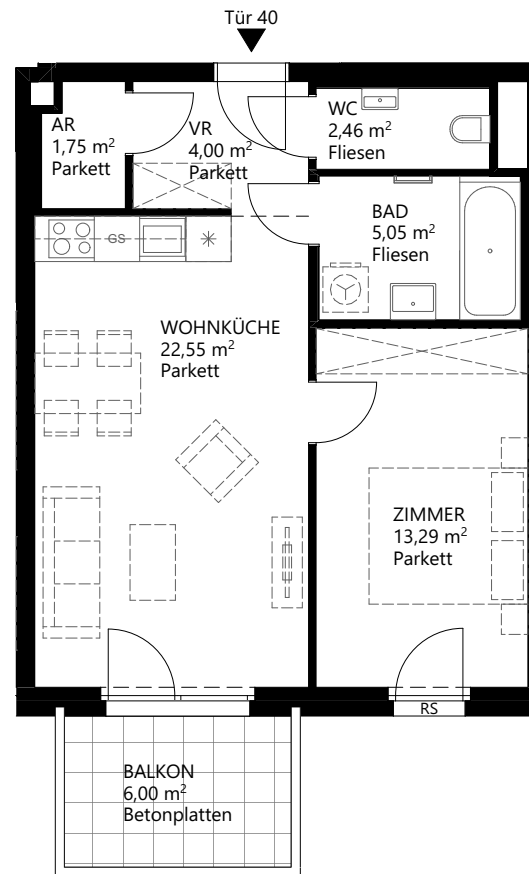 Tür 40
AR
1,75 m²
Parkett
VR
4,00 m²
Parkett
WC
2,46 m²
Fliesen
BAD
5,05 m²
Fliesen
GS
WOHNKÜCHE
22,55 m²
Parkett
ZIMMER
13,29 m²
Parkett
RS
BALKON
6,00 m²
Betonplatten